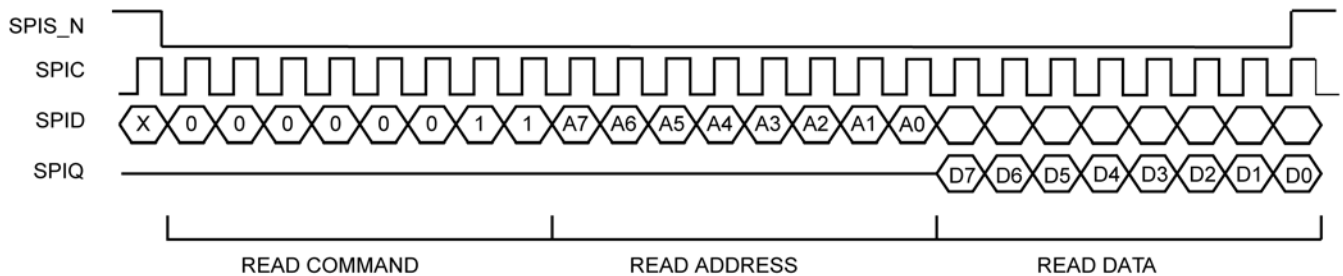 SPIS_N
SPIC
SPID X 0 0 0 0 0 0 1 1 A7 A6 A5 A4 A3 A2 A1 A0
SPIQ D7 D6 D5 D4 D3 D2 D1 D0
READ COMMAND READ ADDRESS READ DATA